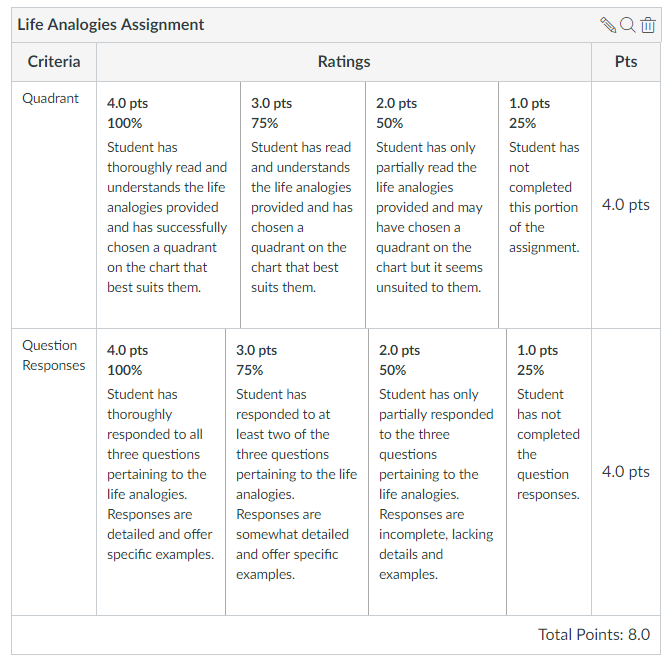 Life Analogies Assignment
Criteria
Ratings
Pts
Quadrant
4.0 pts
100%
Student has
thoroughly read and
understands the life
analogies provided
and has successfully
chosen a quadrant
on the chart that
best suits them.
3.0 pts
75%
Student has read
and understands
the life analogies
provided and has
chosen a
quadrant on the
chart that best
suits them.
2.0 pts
50%
Student has only
partially read the
life analogies
provided and may
have chosen a
quadrant on the
chart but it seems
unsuited to them.
1.0 pts
25%
Student has
not
completed
this portion
of the
assignment.
4.0 pts
Question
Responses
4.0 pts
100%
Student has
thoroughly
responded to all
three questions
pertaining to the
life analogies.
Responses are
detailed and offer
specific examples.
3.0 pts
75%
Student has
responded to at
least two of the
three questions
pertaining to the life
analogies.
Responses are
somewhat detailed
and offer specific
examples.
2.0 pts
50%
Student has only
partially responded
to the three
questions
pertaining to the
life analogies.
Responses are
incomplete, lacking
details and
examples.
1.0 pts
25%
Student
has not
completed
the
question
responses.
4.0 pts
Total Points: 8.0